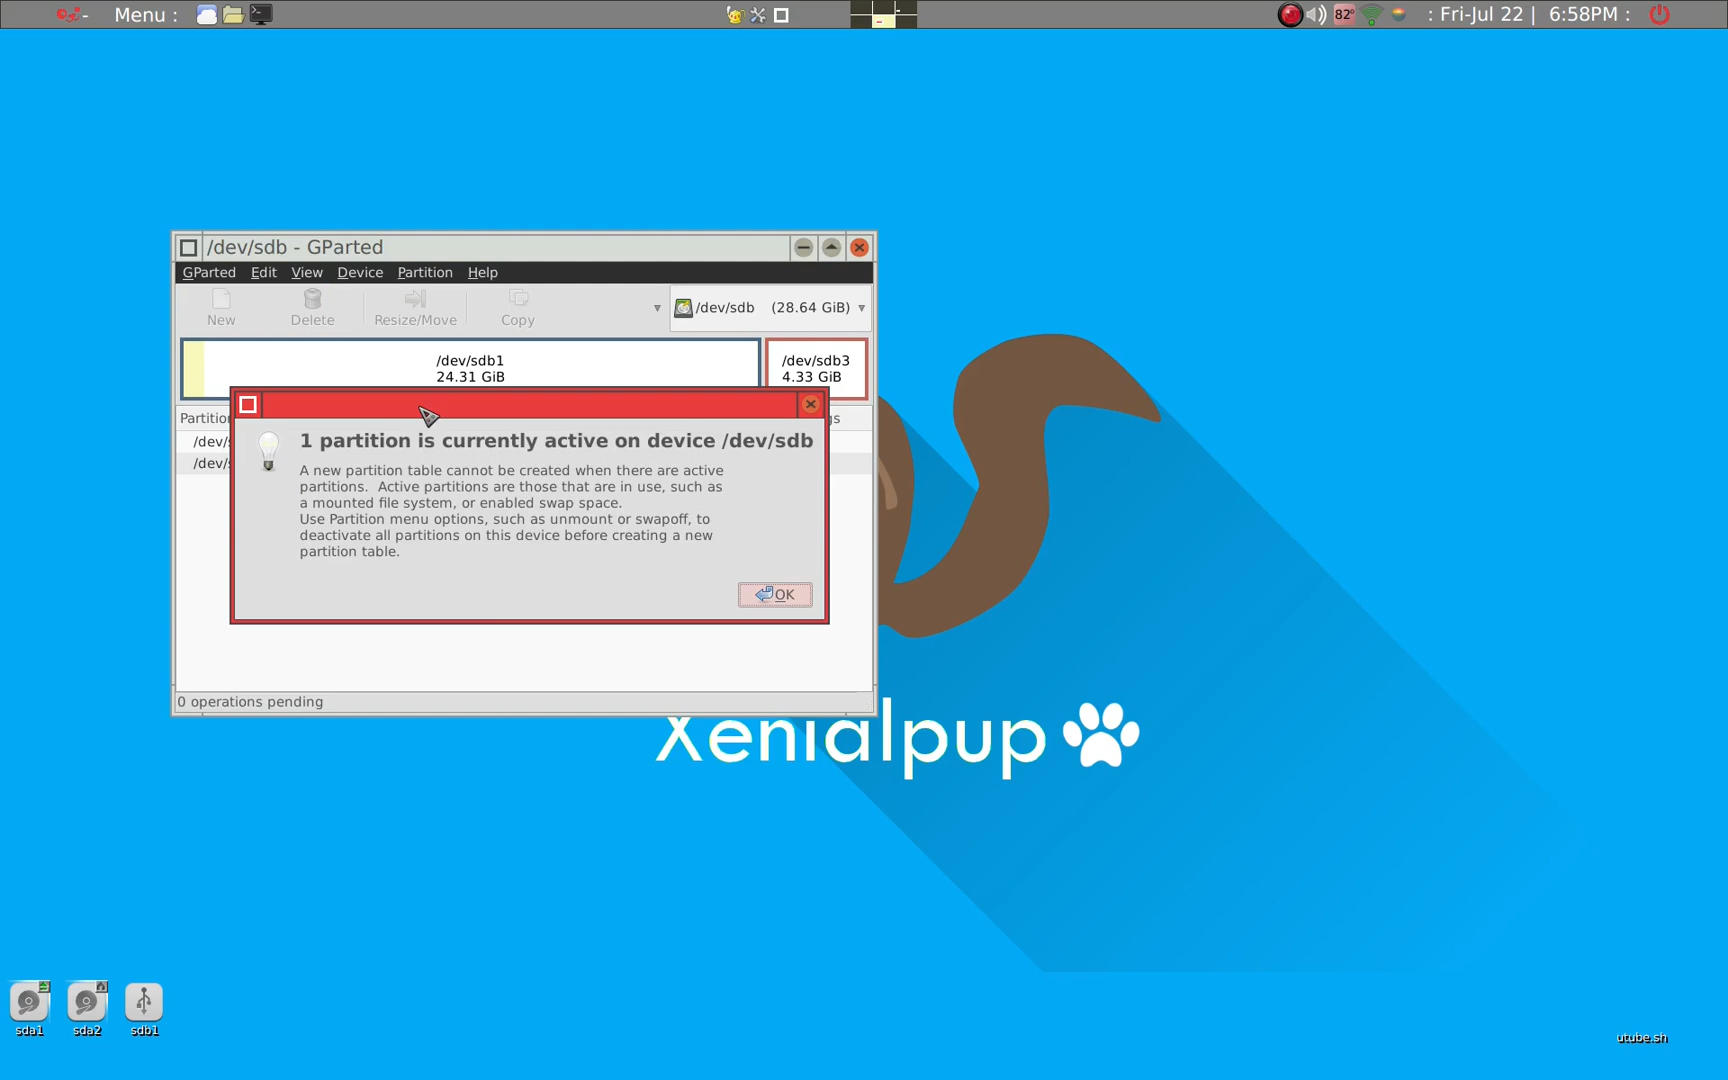 Menu :
82°
: Fri-Jul 22 | 6:58PM :
/dev/sdb - GParted
GParted Edit View Device Partition Help
New Delete Resize/Move Copy
/dev/sdb (28.64 GiB)
/dev/sdb1
24.31 GiB
/dev/sdb3
4.33 GiB
1 partition is currently active on device /dev/sdb
A new partition table cannot be created when there are active
partitions. Active partitions are those that are in use, such as
a mounted file system, or enabled swap space.
Use Partition menu options, such as unmount or swapoff, to
deactivate all partitions on this device before creating a new
partition table.
OK
0 operations pending
Xenialpup
sda1 sda2 sdb1
utube.sh